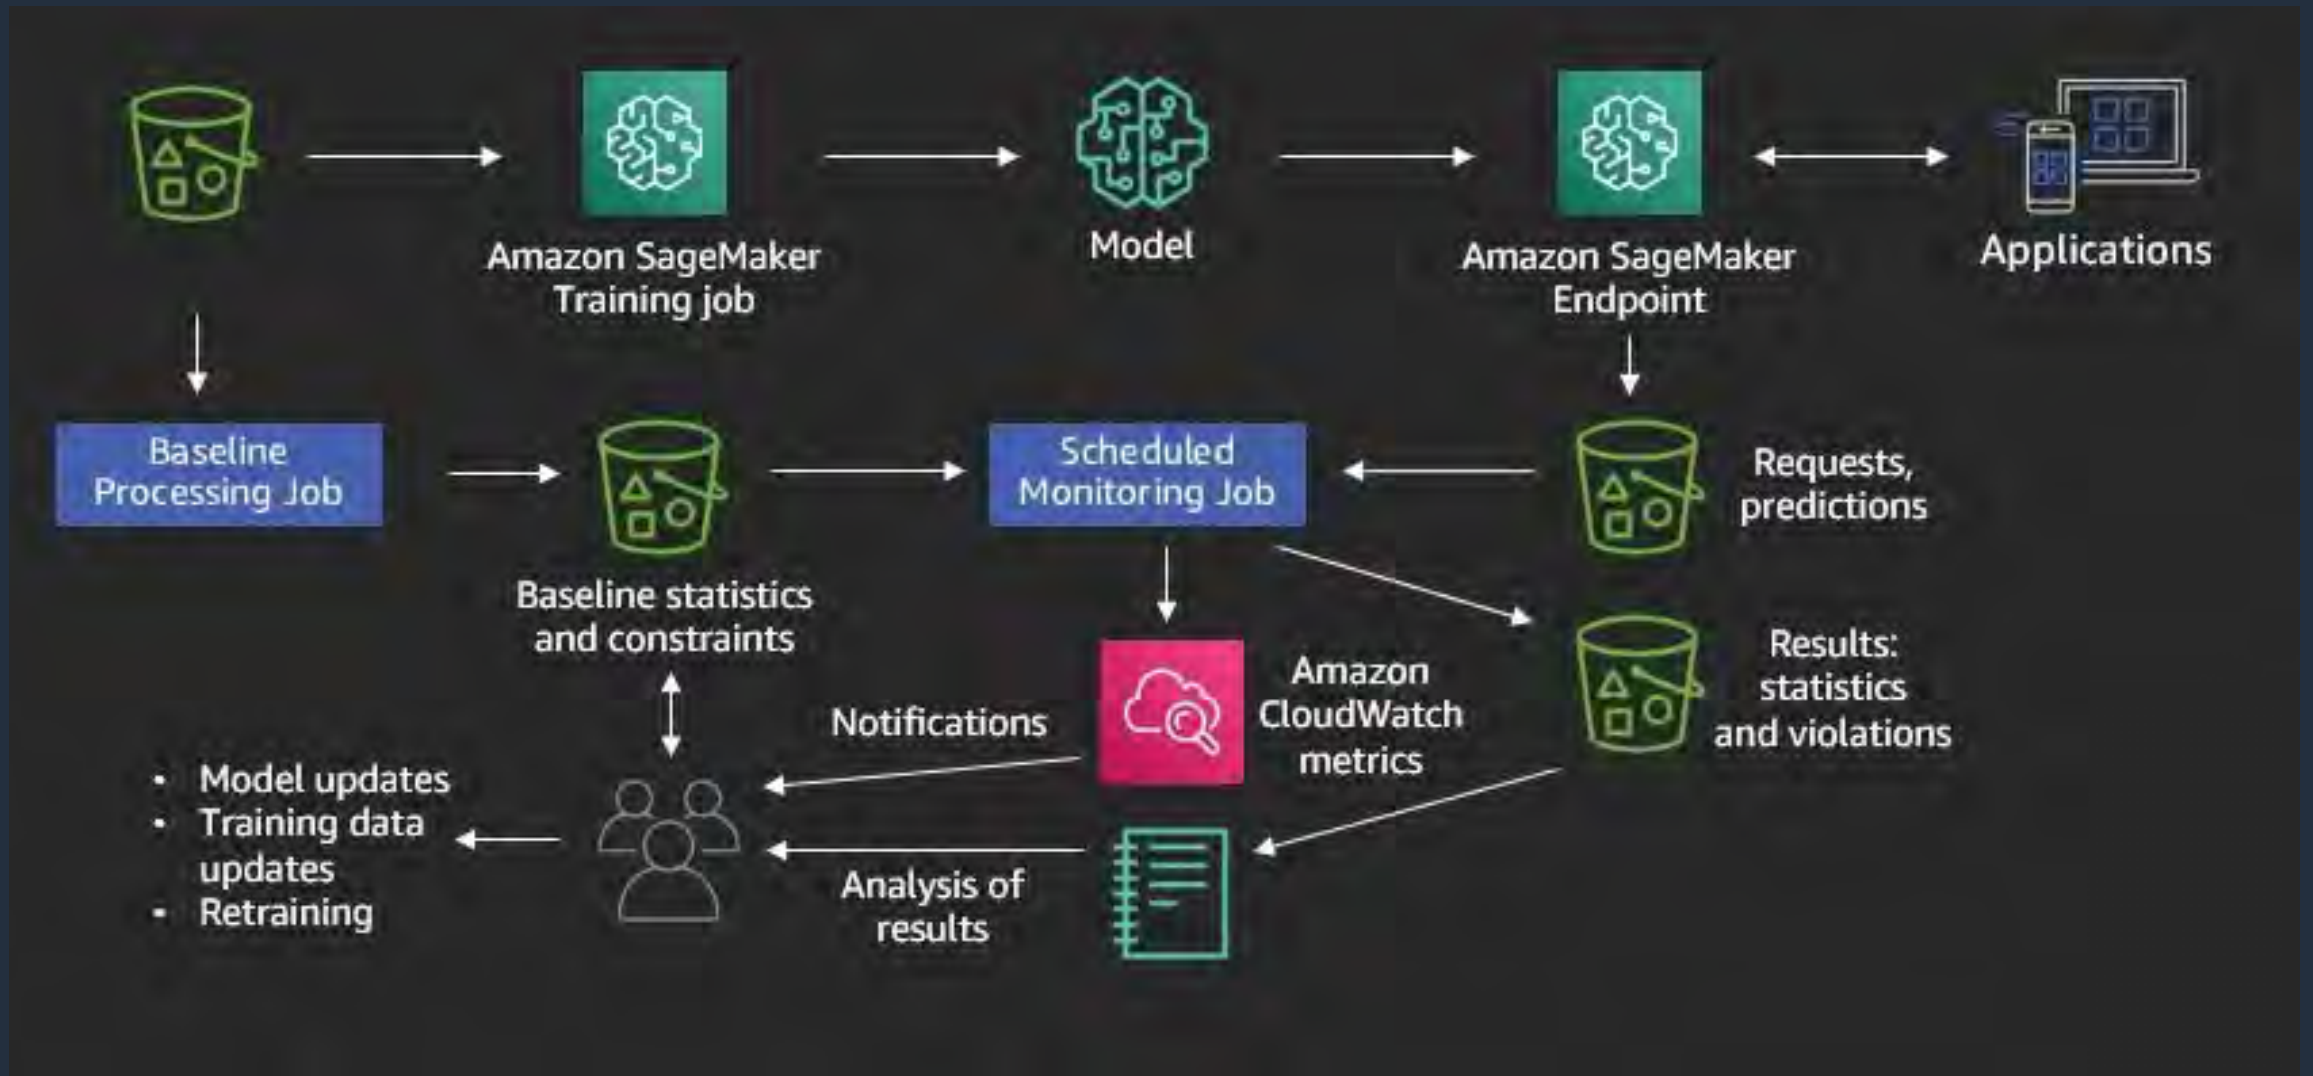 Amazon SageMaker
Training job
Model
Amazon SageMaker
Endpoint
Applications
Baseline
Processing Job
Baseline statistics
and constraints
Scheduled
Monitoring Job
Requests,
predictions
Amazon
CloudWatch
metrics
Results:
statistics
and violations
Notifications
Analysis of
results
• Model updates
• Training data
updates
• Retraining